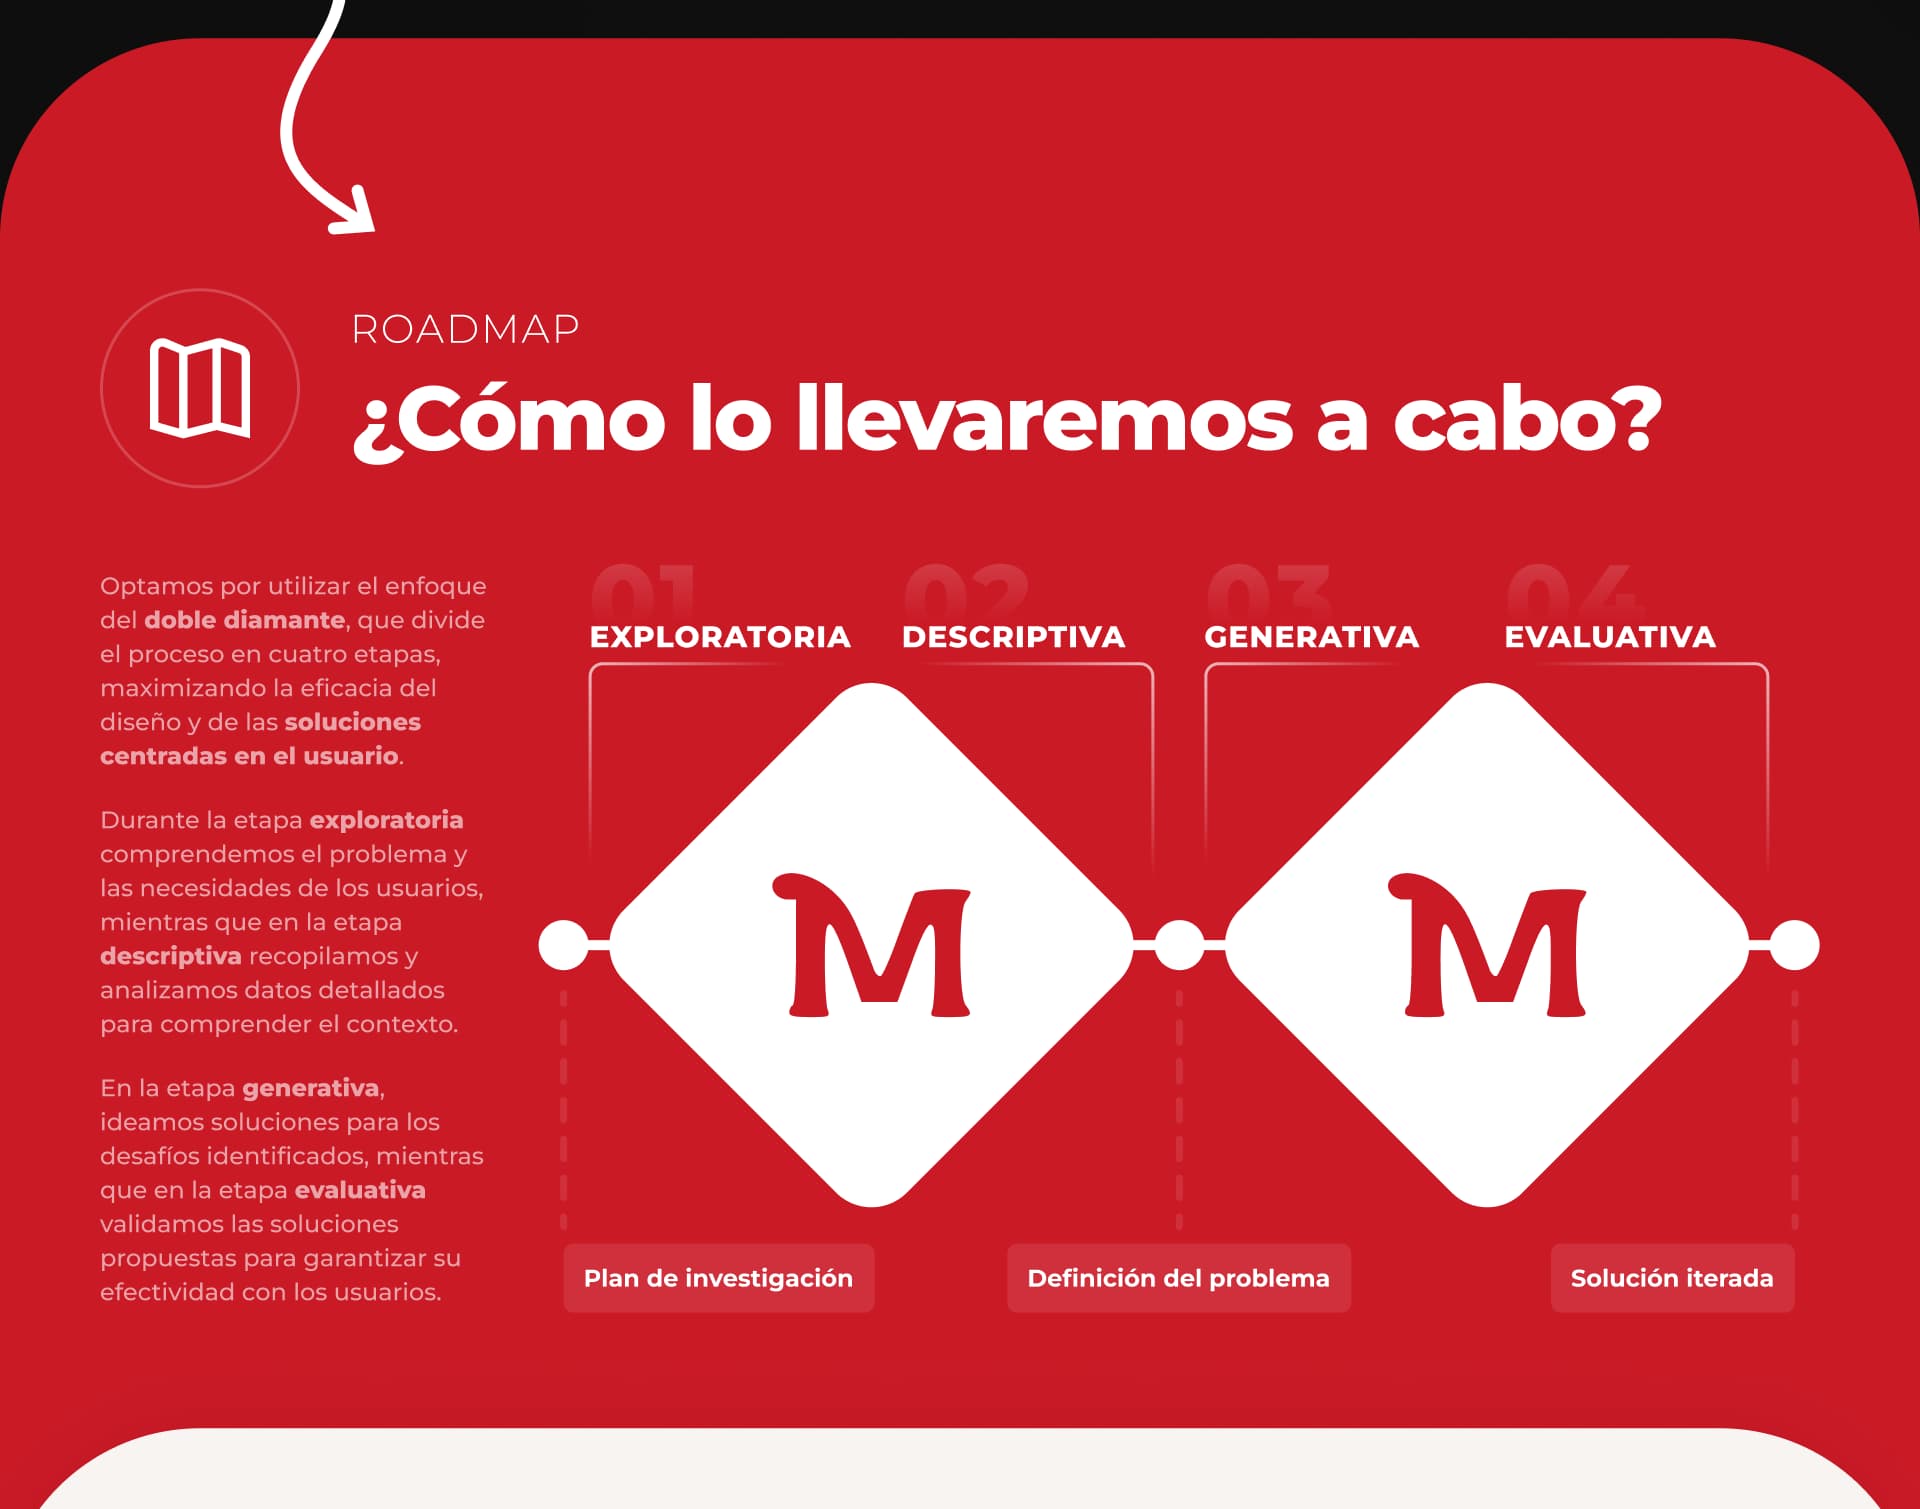 ROADMAP
¿Cómo lo llevaremos a cabo?
Optamos por utilizar el enfoque
del doble diamante, que divide
el proceso en cuatro etapas,
maximizando la eficacia del
diseño y de las soluciones
centradas en el usuario.
Durante la etapa exploratoria
comprendemos el problema y
las necesidades de los usuarios,
mientras que en la etapa
descriptiva recopilamos y
analizamos datos detallados
para comprender el contexto.
En la etapa generativa,
ideamos soluciones para los
desafíos identificados, mientras
que en la etapa evaluativa
validamos las soluciones
propuestas para garantizar su
efectividad con los usuarios.
01
EXPLORATORIA
02
DESCRIPTIVA
03
GENERATIVA
04
EVALUATIVA
M
M
Plan de investigación
Definición del problema
Solución iterada